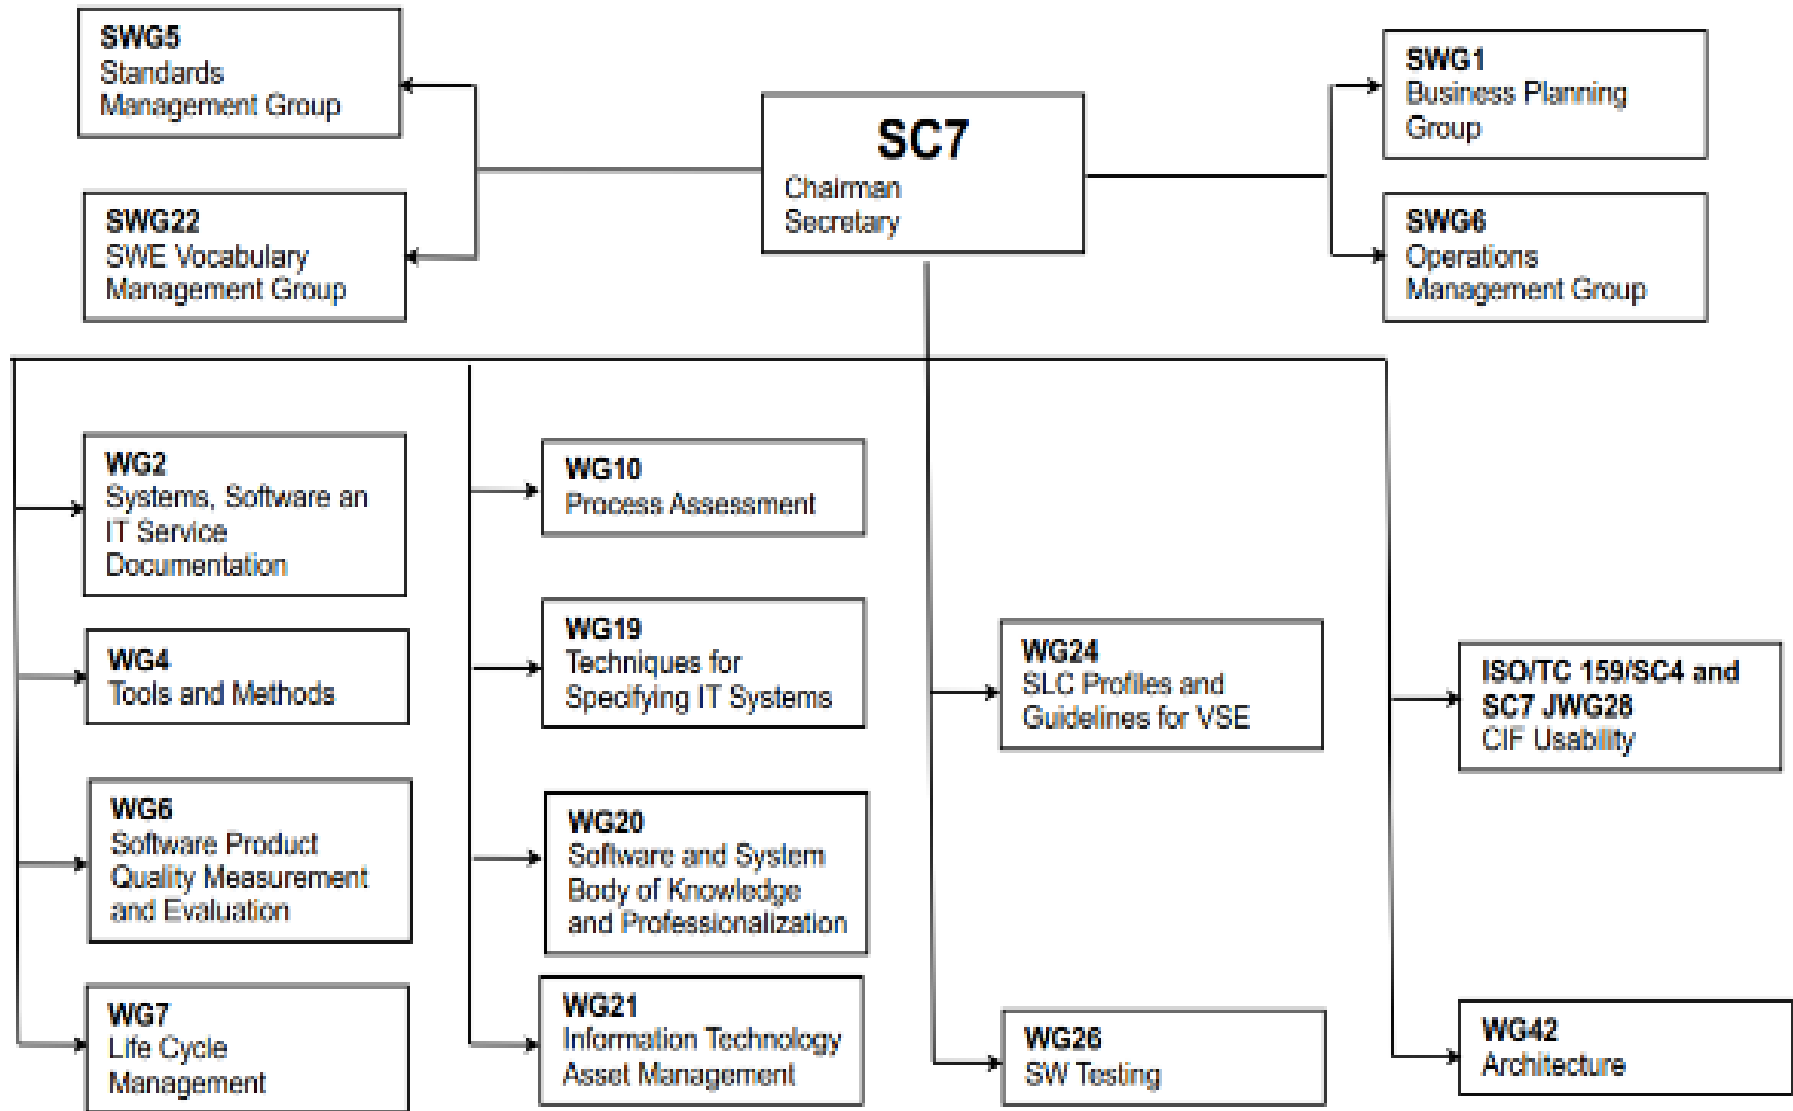 SWG5
Standards
Management Group
SWG22
SWE Vocabulary
Management Group
SC7
Chairman
Secretary
SWG1
Business Planning
Group
SWG6
Operations
Management Group
WG2
Systems, Software an
IT Service
Documentation
WG4
Tools and Methods
WG6
Software Product
Quality Measurement
and Evaluation
WG7
Life Cycle
Management
WG10
Process Assessment
WG19
Techniques for
Specifying IT Systems
WG20
Software and System
Body of Knowledge
and Professionalization
WG21
Information Technology
Asset Management
WG24
SLC Profiles and
Guidelines for VSE
WG26
SW Testing
ISO/TC 159/SC4 and
SC7 JWG28
CIF Usability
WG42
Architecture